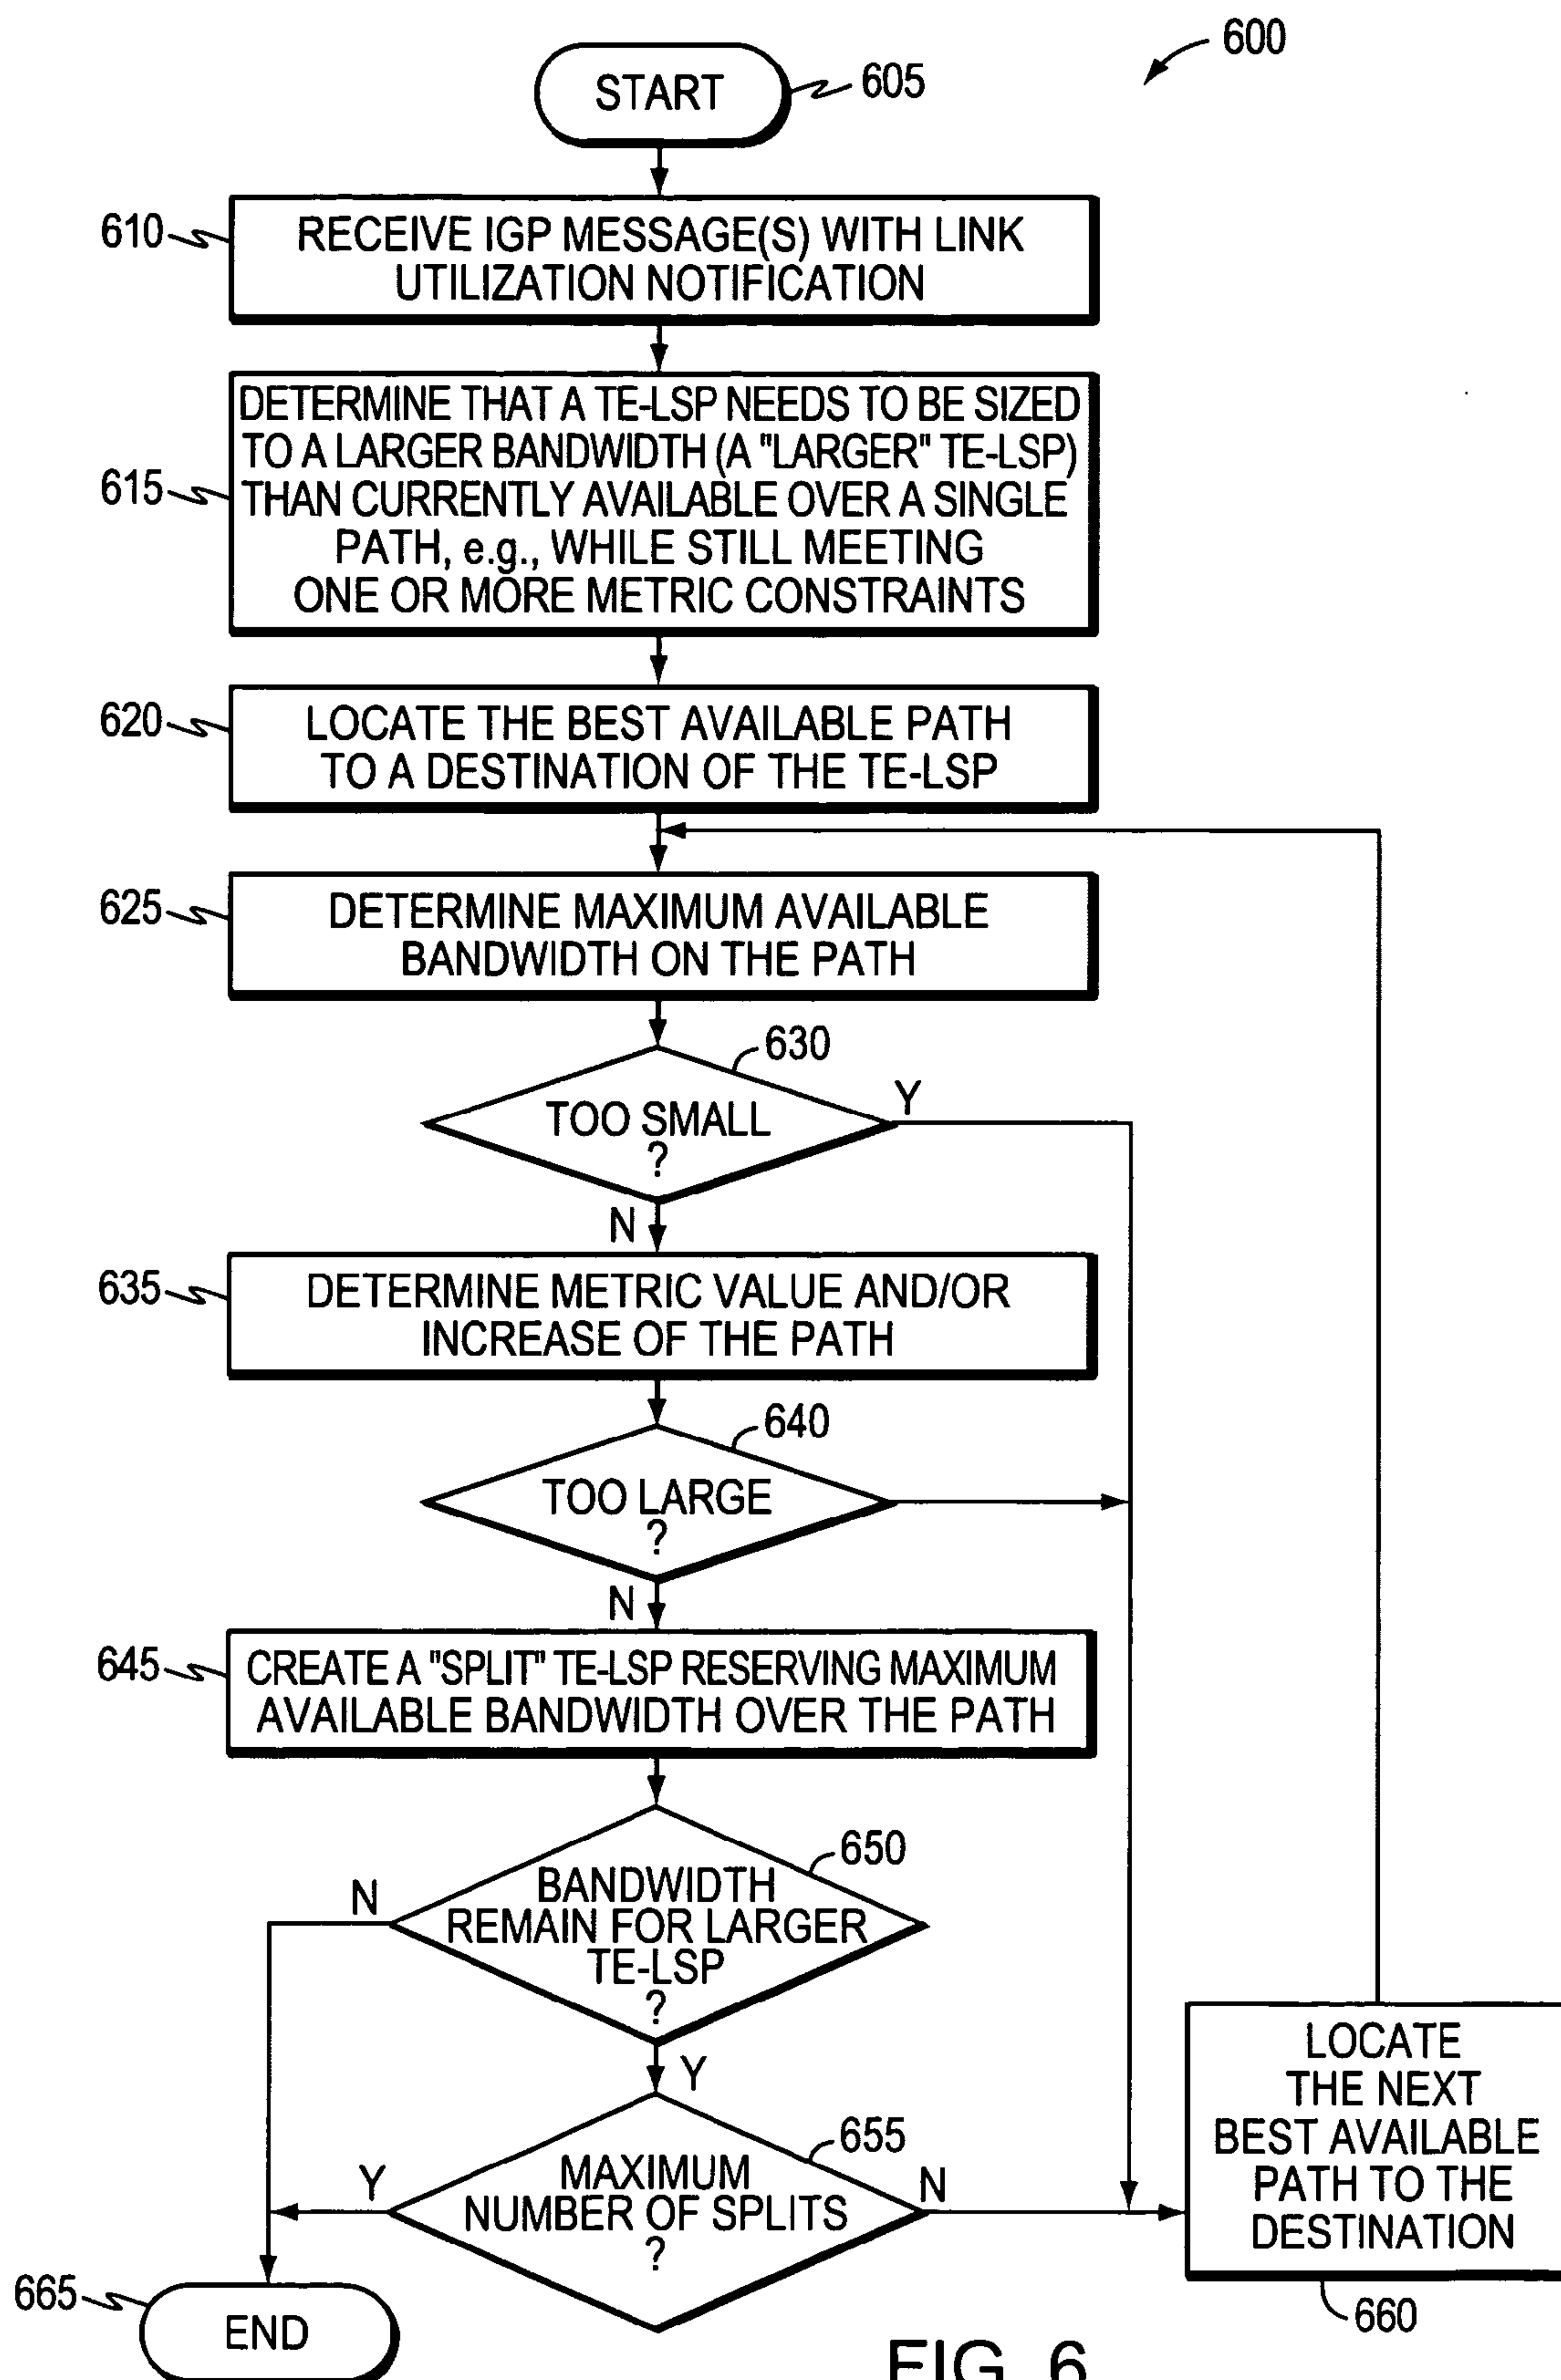 600
START
605
610
RECEIVE IGP MESSAGE(S) WITH LINK
UTILIZATION NOTIFICATION
615
DETERMINE THAT A TE-LSP NEEDS TO BE SIZED
TO A LARGER BANDWIDTH (A "LARGER" TE-LSP)
THAN CURRENTLY AVAILABLE OVER A SINGLE
PATH, e.g., WHILE STILL MEETING
ONE OR MORE METRIC CONSTRAINTS
620
LOCATE THE BEST AVAILABLE PATH
TO A DESTINATION OF THE TE-LSP
625
DETERMINE MAXIMUM AVAILABLE
BANDWIDTH ON THE PATH
630
TOO SMALL
?
Y
N
635
DETERMINE METRIC VALUE AND/OR
INCREASE OF THE PATH
640
TOO LARGE
?
N
645
CREATE A "SPLIT" TE-LSP RESERVING MAXIMUM
AVAILABLE BANDWIDTH OVER THE PATH
650
BANDWIDTH
REMAIN FOR LARGER
TE-LSP
?
N
Y
655
MAXIMUM
NUMBER OF SPLITS
?
Y
N
LOCATE
THE NEXT
BEST AVAILABLE
PATH TO THE
DESTINATION
660
665
END
FIG. 6